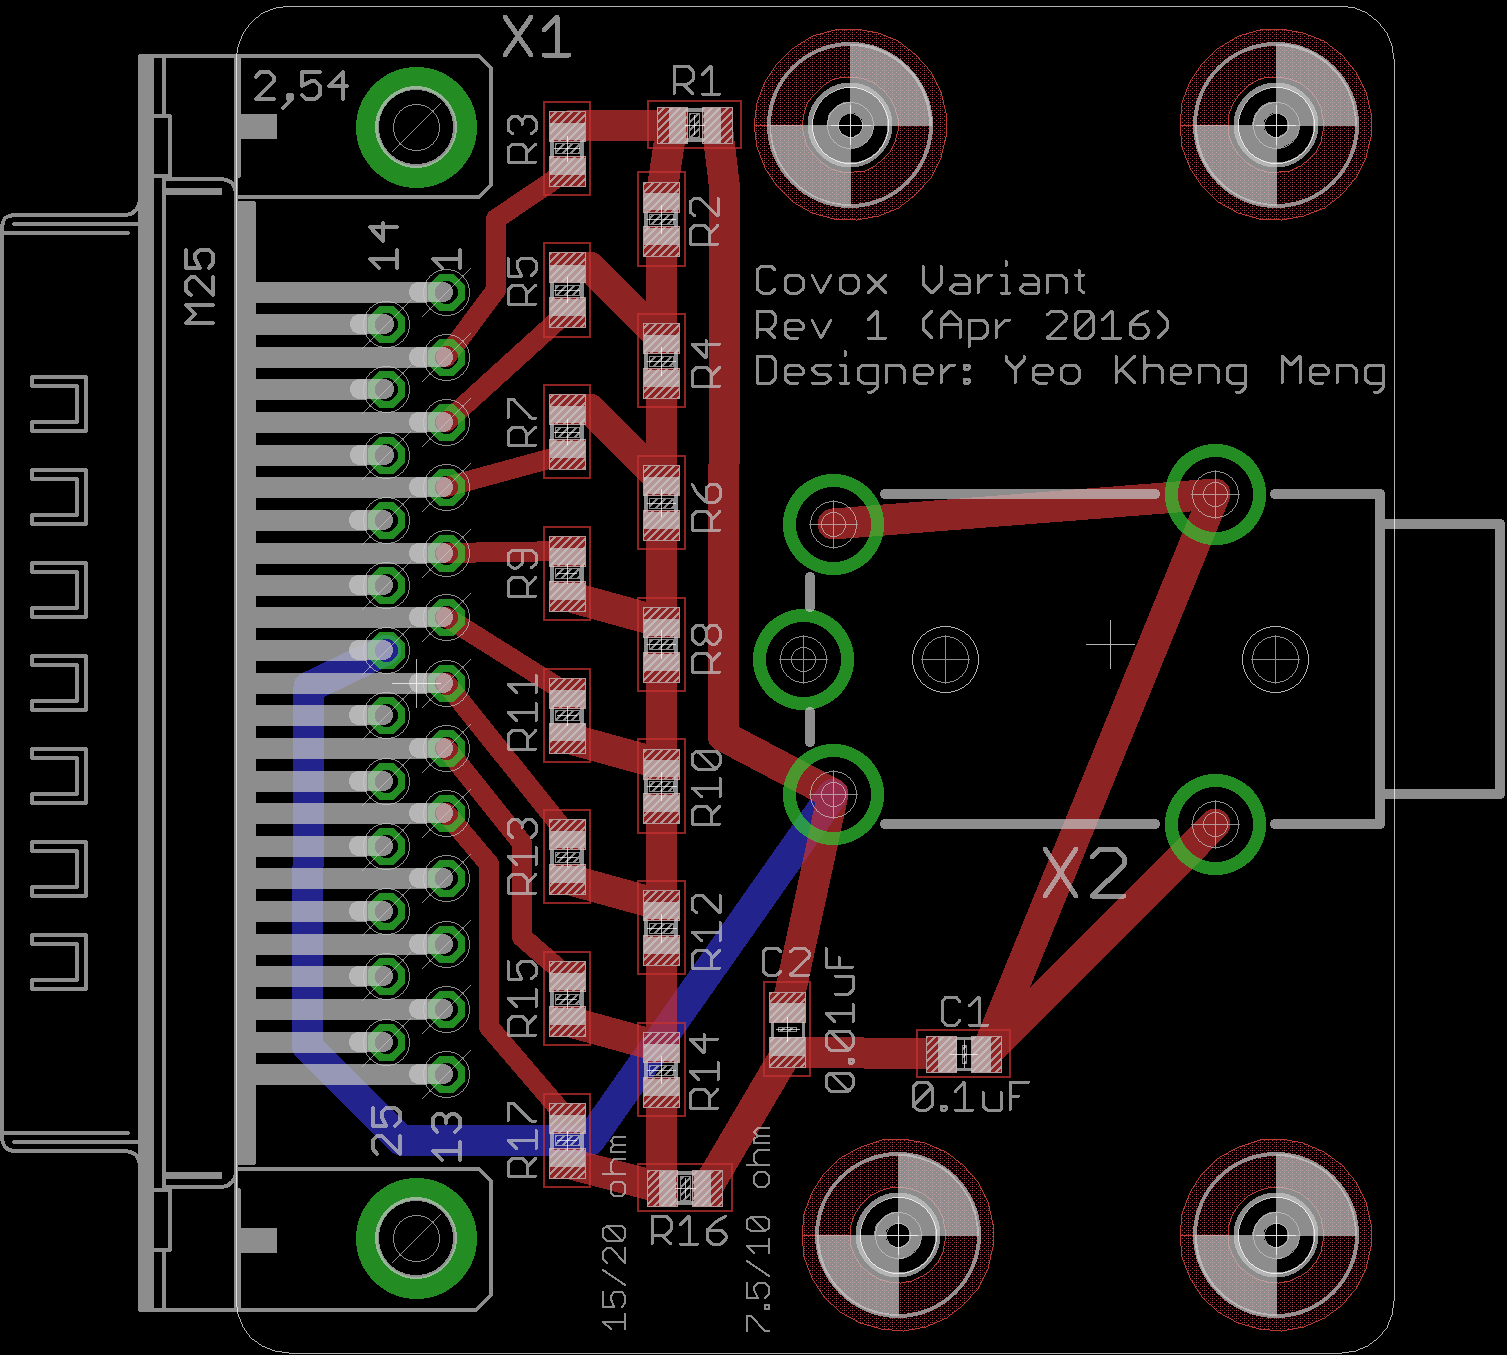 X1
2,54
R1
R3
R2
14
1
M25
R5
Covox Variant
Rev 1 (Apr 2016)
Designer: Yeo Kheng Meng
R4
R7
R6
R9
R8
R11
R10
R13
X2
R12
R15
C2
0.01uF
C1
0.1uF
R14
25
13
R17
15/20 ohm
7.5/10 ohm
R16